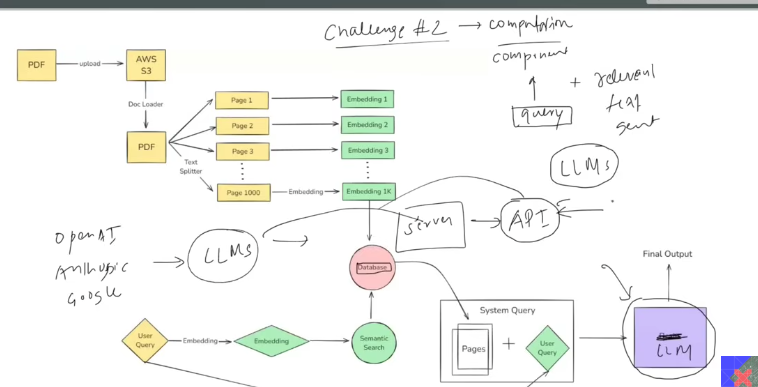 Challenge #2 → computation
component
PDF
upload
AWS
S3
Doc Loader
PDF
Text
Splitter
Page 1
Page 2
Page 3
Page 1000
Embedding
Embedding 1
Embedding 2
Embedding 3
Embedding 1K
query
+ relevant
text
sent
LLMs
OpenAI
Anthropic
Google
LLMs
server
API
Database
User
Query
Embedding
Embedding
Semantic
Search
System Query
Pages
+
User
Query
Final Output
LLM